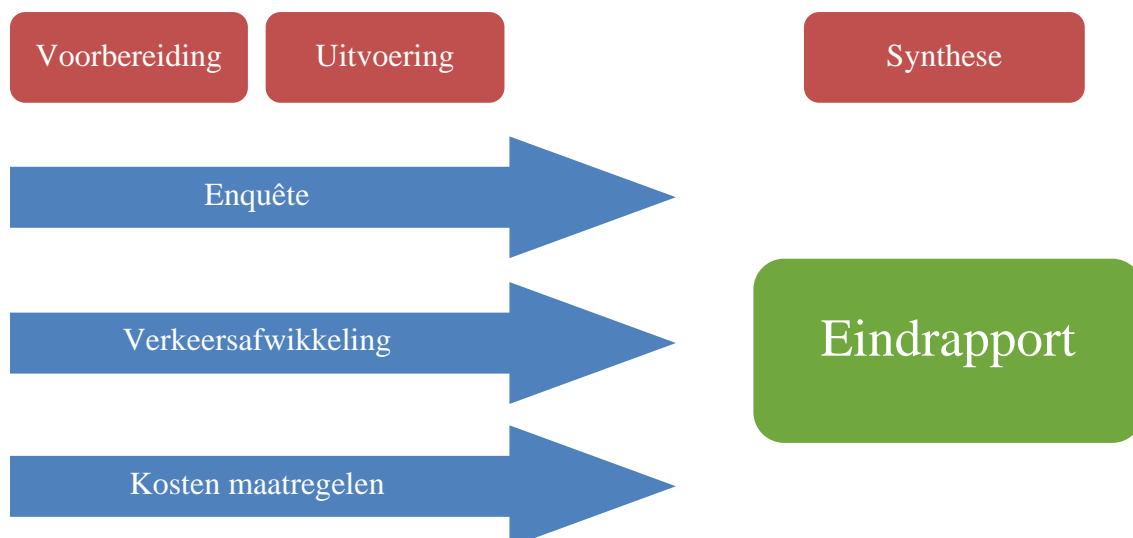 Voorbereiding
Uitvoering
Synthese
Enquête
Verkeersafwikkeling
Eindrapport
Kosten maatregelen